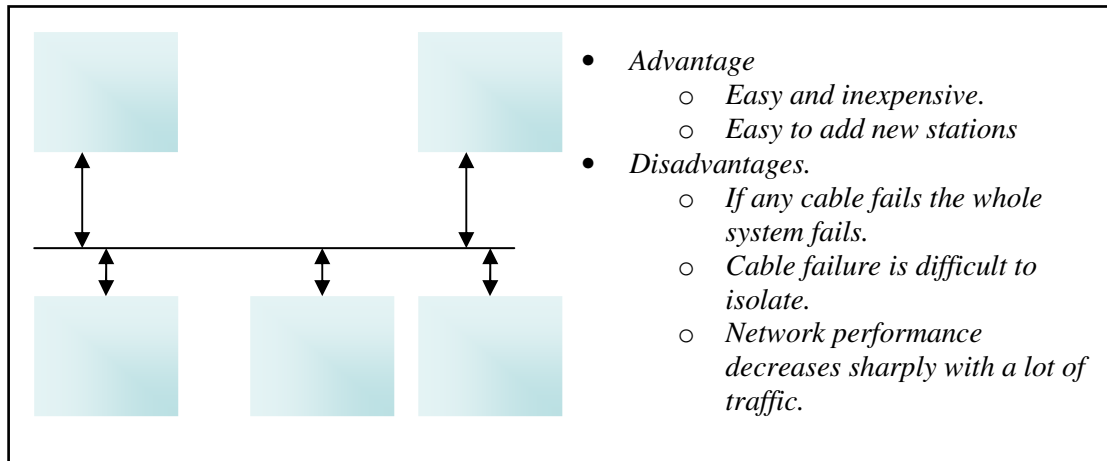 • Advantage
o Easy and inexpensive.
o Easy to add new stations
• Disadvantages.
o If any cable fails the whole
system fails.
o Cable failure is difficult to
isolate.
o Network performance
decreases sharply with a lot of
traffic.